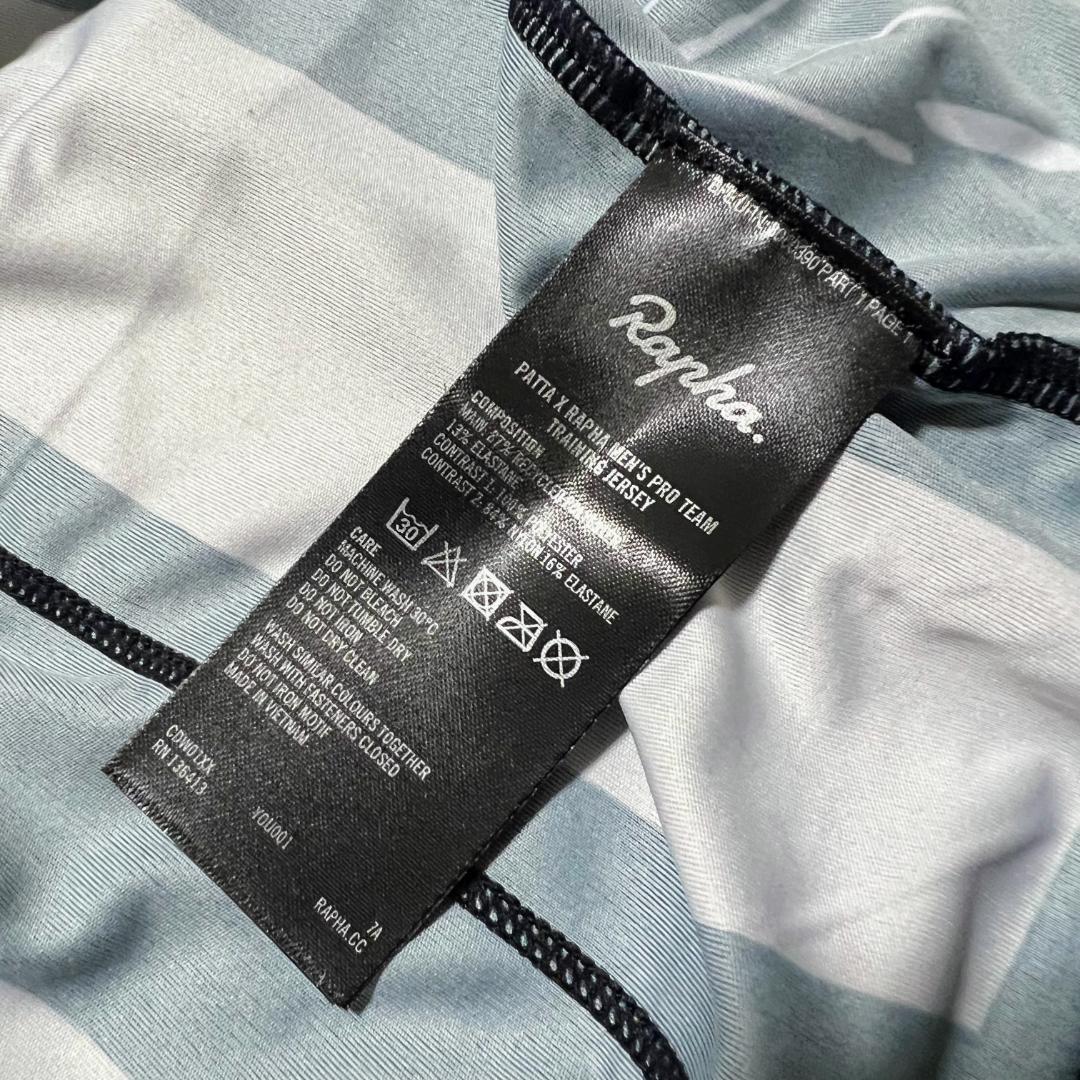 PART 1 PAGE 1
Rapha.
PATTA X RAPHA MEN'S PRO TEAM
TRAINING JERSEY
COMPOSITION
MAIN: 27%
13% ELASTANE
CONTRAST 1:
CONTRAST 2: 16% ELASTANE
30
CARE
MACHINE WASH 30°C
DO NOT BLEACH
DO NOT TUMBLE DRY
DO NOT IRON
DO NOT DRY CLEAN
WASH SIMILAR COLOURS TOGETHER
WASH WITH FASTENERS CLOSED
DO NOT IRON MOTIF
MADE IN VIETNAM
CDW01XX
RN 136413
YOU001
7A
RAPHA.CC